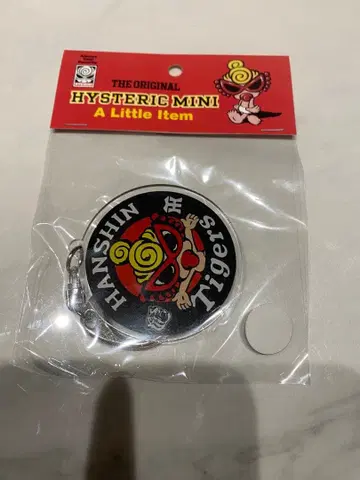 THE ORIGINAL
HYSTERIC MINI
A Little Item
HANSHIN
Tigers